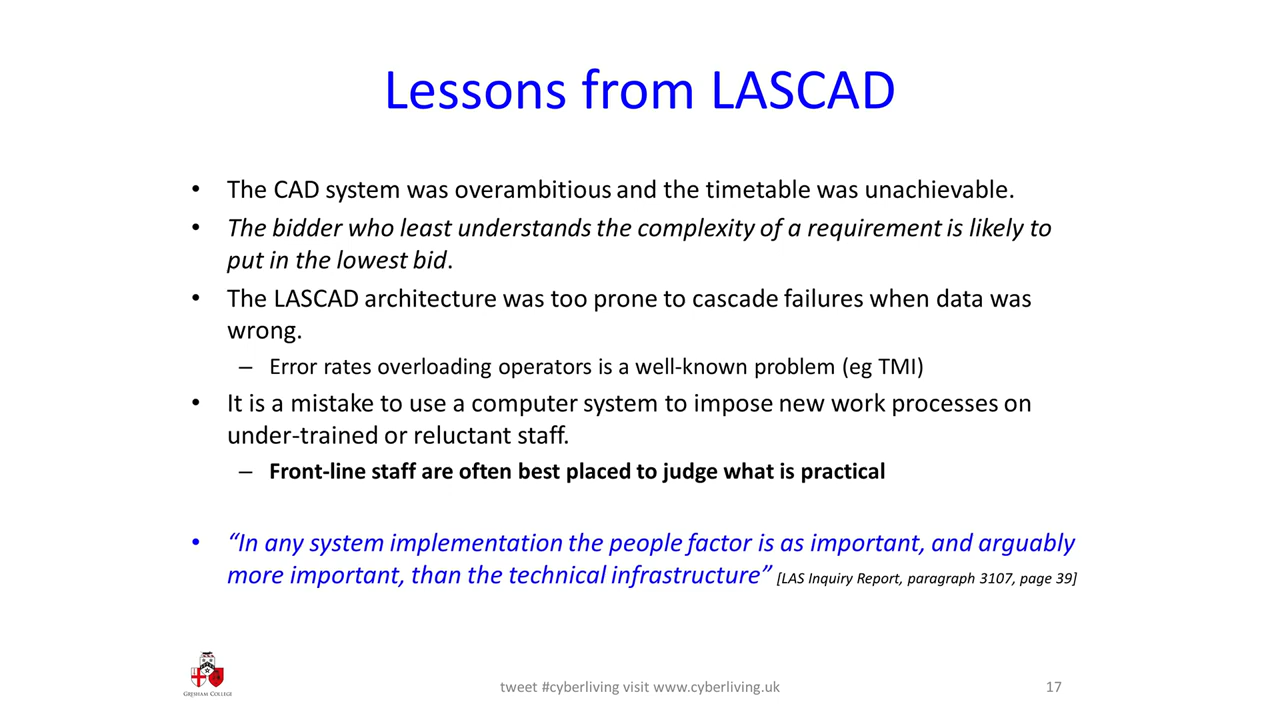 Lessons from LASCAD
• The CAD system was overambitious and the timetable was unachievable.
• The bidder who least understands the complexity of a requirement is likely to
put in the lowest bid.
• The LASCAD architecture was too prone to cascade failures when data was
wrong.
– Error rates overloading operators is a well-known problem (eg TMI)
• It is a mistake to use a computer system to impose new work processes on
under-trained or reluctant staff.
– Front-line staff are often best placed to judge what is practical
• “In any system implementation the people factor is as important, and arguably
more important, than the technical infrastructure” [LAS Inquiry Report, paragraph 3107, page 39]
GRESHAM COLLEGE
tweet #cyberliving visit www.cyberliving.uk
17